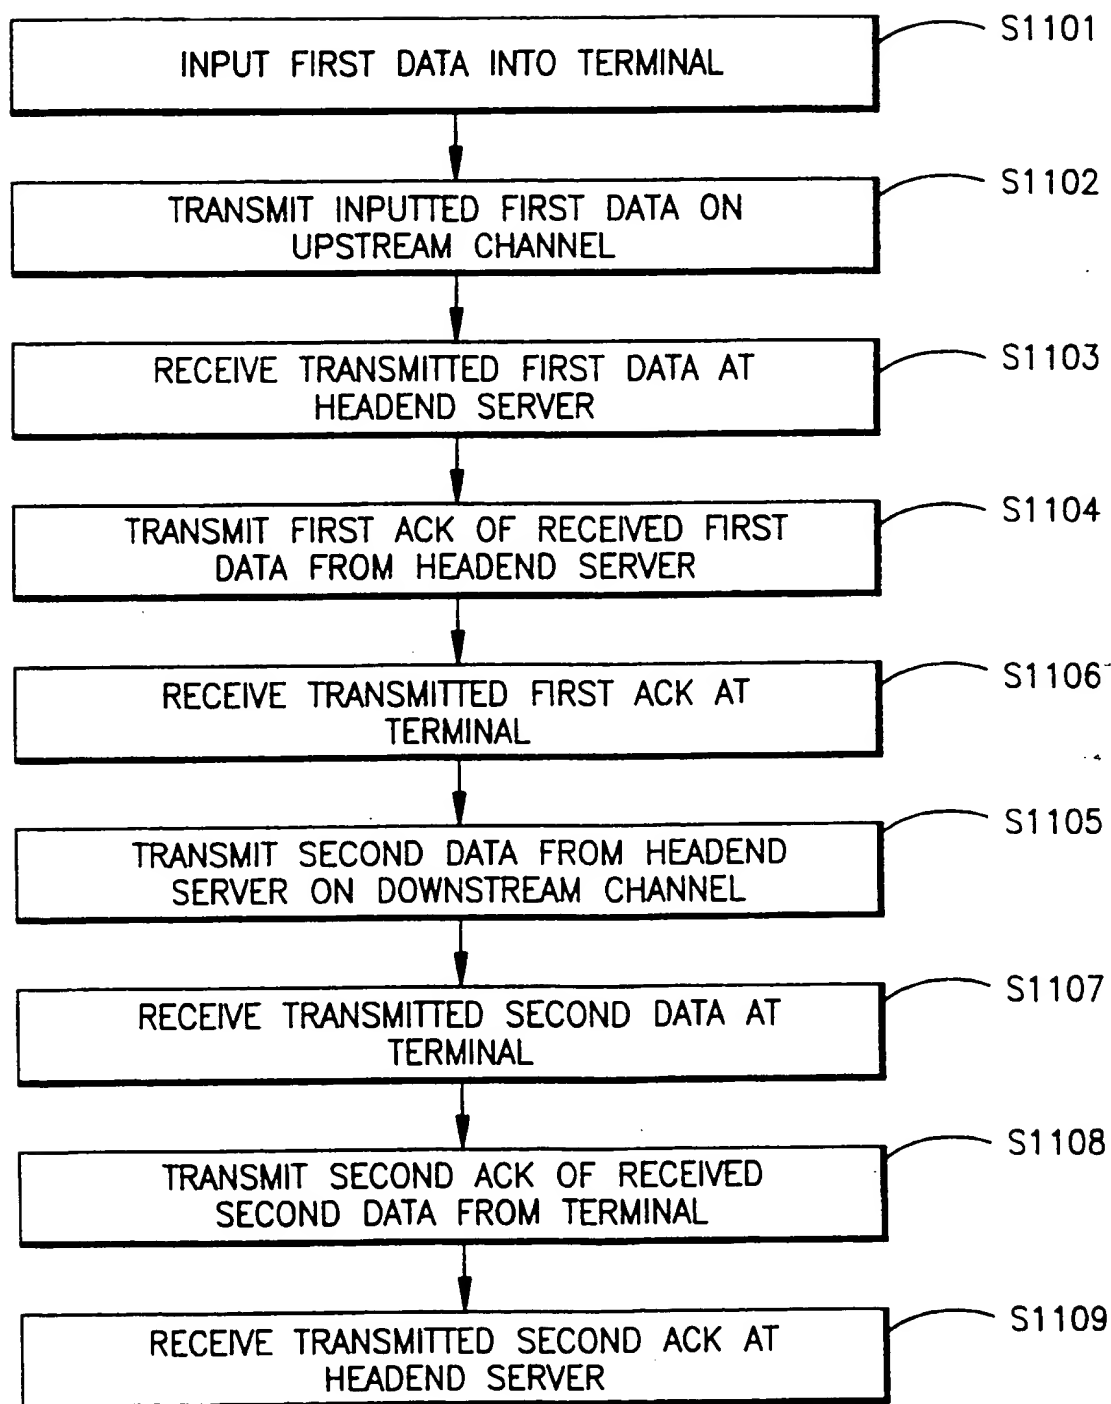 S1101
INPUT FIRST DATA INTO TERMINAL
S1102
TRANSMIT INPUTTED FIRST DATA ON
UPSTREAM CHANNEL
S1103
RECEIVE TRANSMITTED FIRST DATA AT
HEADEND SERVER
S1104
TRANSMIT FIRST ACK OF RECEIVED FIRST
DATA FROM HEADEND SERVER
S1106
RECEIVE TRANSMITTED FIRST ACK AT
TERMINAL
S1105
TRANSMIT SECOND DATA FROM HEADEND
SERVER ON DOWNSTREAM CHANNEL
S1107
RECEIVE TRANSMITTED SECOND DATA AT
TERMINAL
S1108
TRANSMIT SECOND ACK OF RECEIVED
SECOND DATA FROM TERMINAL
S1109
RECEIVE TRANSMITTED SECOND ACK AT
HEADEND SERVER